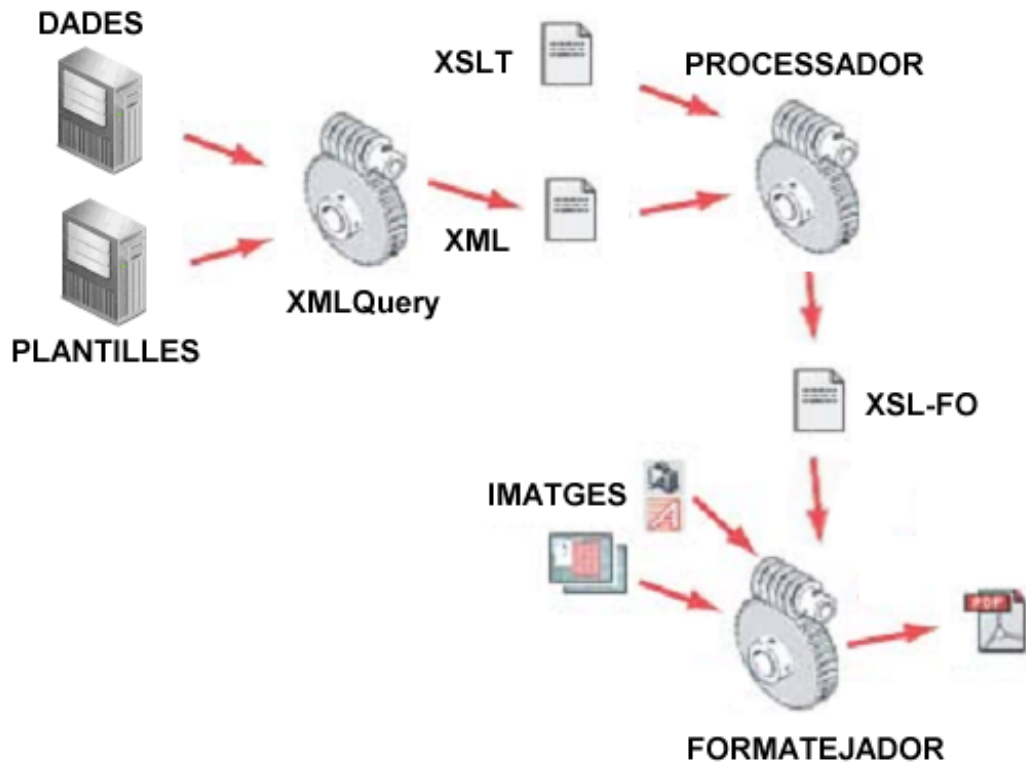 DADES
XSLT
PROCESSADOR
XML
XMLQuery
PLANTILLES
XSL-FO
IMATGES
PDF
FORMATEJADOR